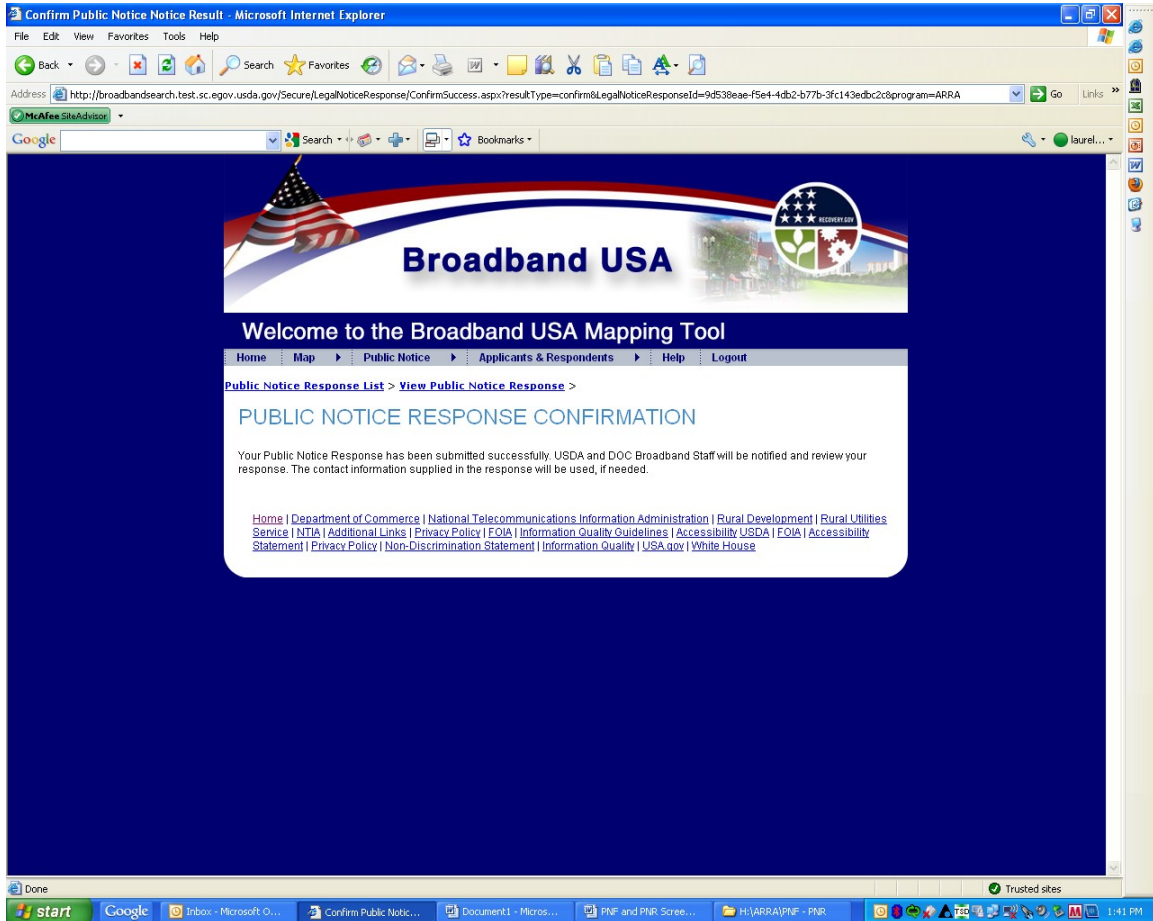 Confirm Public Notice Notice Result - Microsoft Internet Explorer
File Edit View Favorites Tools Help
Back Search Favorites
Address http://broadbandsearch.test.sc.egov.usda.gov/Secure/LegalNoticeResponse/ConfirmSuccess.aspx?resultType=confirm&LegalNoticeResponseId=9d538eae-f5e4-4db2-b77b-3fc143edbc2c&program=ARRA Go Links »
McAfee SiteAdvisor
Google Search Bookmarks laurel...
RECOVERY.GOV
Broadband USA
Welcome to the Broadband USA Mapping Tool
Home Map Public Notice Applicants & Respondents Help Logout
Public Notice Response List > View Public Notice Response >
PUBLIC NOTICE RESPONSE CONFIRMATION
Your Public Notice Response has been submitted successfully. USDA and DOC Broadband Staff will be notified and review your
response. The contact information supplied in the response will be used, if needed.
Home | Department of Commerce | National Telecommunications Information Administration | Rural Development | Rural Utilities
Service | NTIA | Additional Links | Privacy Policy | FOIA | Information Quality Guidelines | Accessibility USDA | FOIA | Accessibility
Statement | Privacy Policy | Non-Discrimination Statement | Information Quality | USA.gov | White House
Done Trusted sites
start Google Inbox - Microsoft O... Confirm Public Notic... Document1 - Micros... PNF and PNR Scree... H:\ARRA\PNF - PNR 1:41 PM